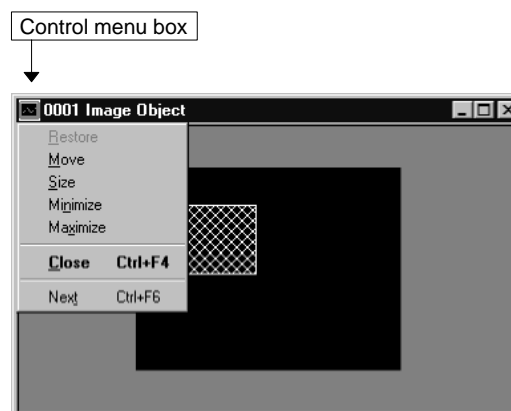 Control menu box
0001 Image Object
Restore
Move
Size
Minimize
Maximize
Close Ctrl+F4
Next Ctrl+F6